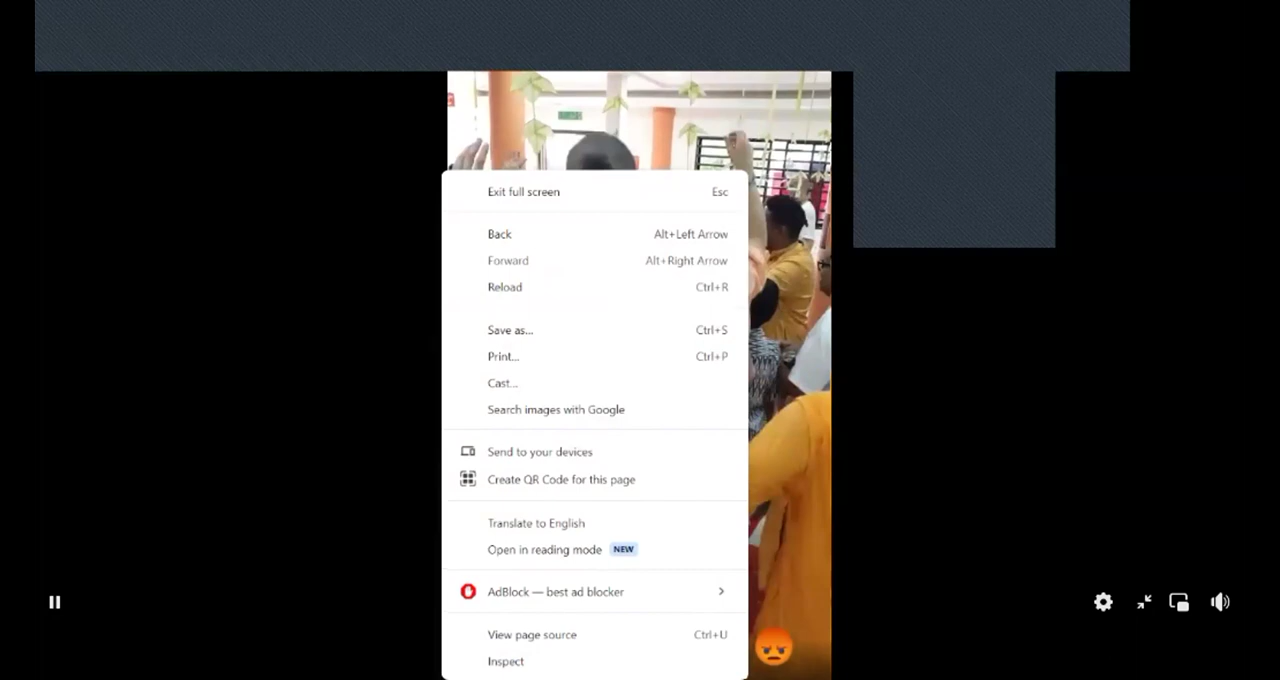 Exit full screen Esc
Back Alt+Left Arrow
Forward Alt+Right Arrow
Reload Ctrl+R
Save as... Ctrl+S
Print... Ctrl+P
Cast...
Search images with Google
Send to your devices
Create QR Code for this page
Translate to English
Open in reading mode NEW
AdBlock — best ad blocker
View page source Ctrl+U
Inspect